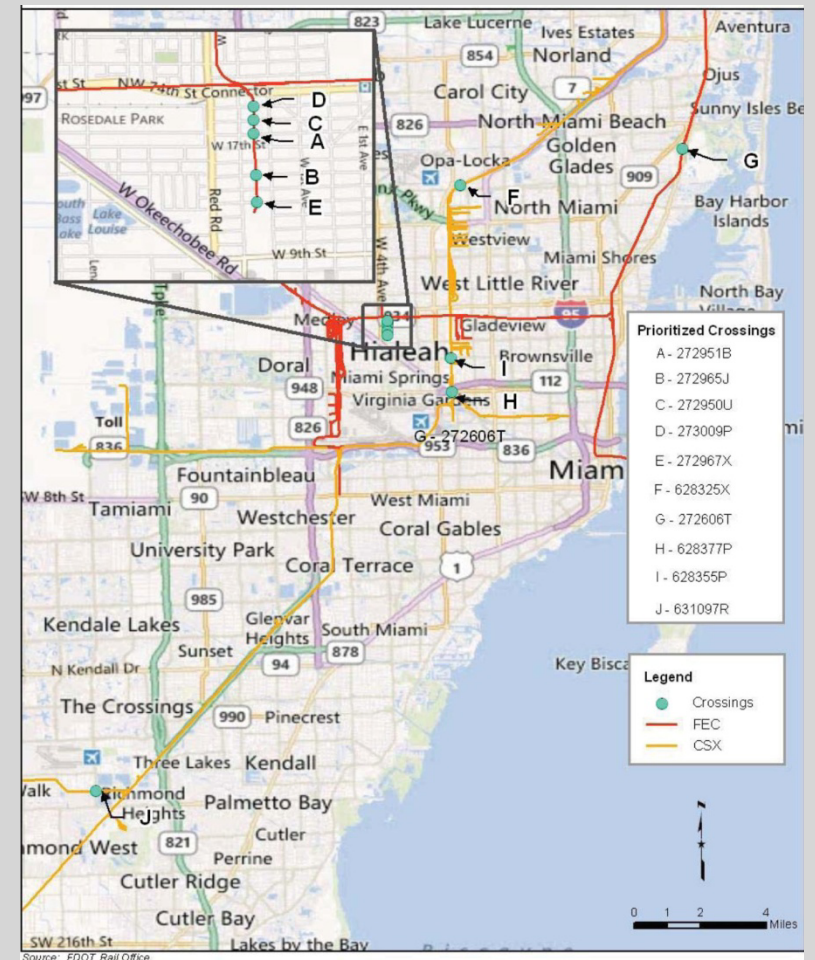 823
Lake Lucerne
Aventura
Ives Estates
854
Norland
Ojus
NW 74th St Connector
D
7
Carol City
997
C
Sunny Isles Be
ROSEDALE PARK
A
826
North Miami Beach
W 17th St
E 1st Ave
Golden
Glades
Opa-Locka
G
B
909
F
W Okeechobee Rd
Red Rd
E
North Miami
Bay Harbor
Islands
Lake
Louise
Westview
W 4th Ave
W 9th St
Miami Shores
West Little River
North Bay
Village
Tpke
95
Medley
934
Gladeview
Prioritized Crossings
Hialeah
A - 272951B
Brownsville
Doral
I
B - 272965J
Miami Springs
948
112
C - 272950U
Virginia Gardens
H
Toll
826
D - 273009P
G - 272606T
836
953
836
E - 272967X
Fountainbleau
Miam
F - 628325X
SW 8th St
90
West Miami
Tamiami
G - 272606T
Westchester
Coral Gables
H - 628377P
University Park
I - 628355P
Coral Terrace
1
985
J - 631097R
Kendale Lakes
Glenvar
Heights
South Miami
Sunset
878
94
N Kendall Dr
Key Bisca
Legend
The Crossings
Crossings
990
Pinecrest
FEC
CSX
Three Lakes
Kendall
Walk
Richmond
Heights
J
Palmetto Bay
mond West
821
Cutler
Perrine
Cutler Ridge
0 1 2 4
Miles
Cutler Bay
SW 216th St
Lakes by the Bay
Source: FDOT Rail Office